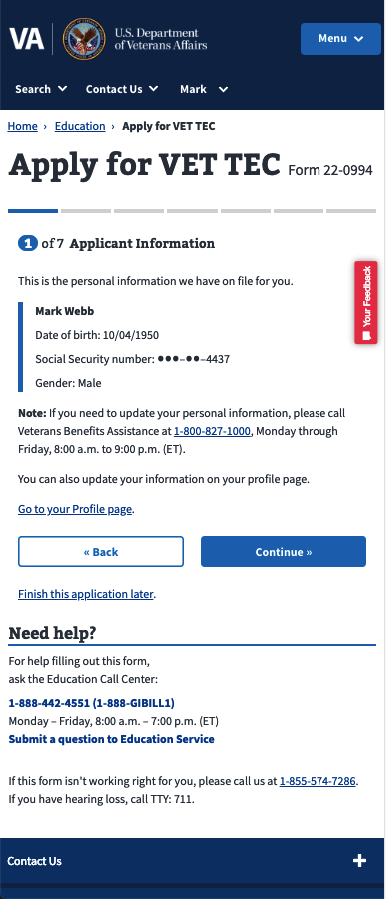 VA
U.S. Department
of Veterans Affairs
Menu
Search
Contact Us
Mark
Home › Education › Apply for VET TEC
Apply for VET TEC Form 22-0994
1 of 7 Applicant Information
This is the personal information we have on file for you.
Your Feedback
Mark Webb
Date of birth: 10/04/1950
Social Security number: ●●●–●●–4437
Gender: Male
Note: If you need to update your personal information, please call
Veterans Benefits Assistance at 1-800-827-1000, Monday through
Friday, 8:00 a.m. to 9:00 p.m. (ET).
You can also update your information on your profile page.
Go to your Profile page.
« Back
Continue »
Finish this application later.
Need help?
For help filling out this form,
ask the Education Call Center:
1-888-442-4551 (1-888-GIBILL1)
Monday – Friday, 8:00 a.m. – 7:00 p.m. (ET)
Submit a question to Education Service
If this form isn't working right for you, please call us at 1-855-574-7286.
If you have hearing loss, call TTY: 711.
Contact Us